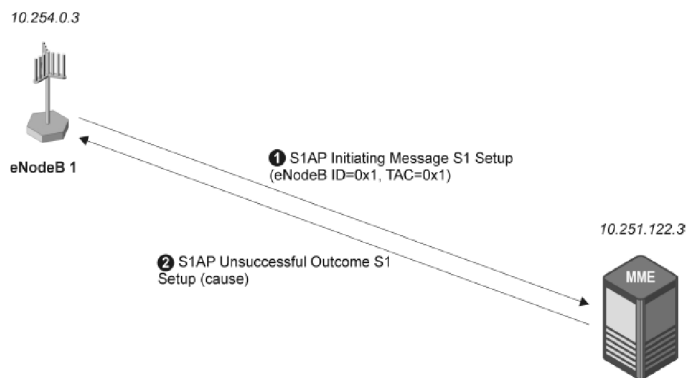 10.254.0.3
eNodeB 1
1 S1AP Initiating Message S1 Setup
(eNodeB ID=0x1, TAC=0x1)
10.251.122.3
2 S1AP Unsuccessful Outcome S1
Setup (cause)
MME